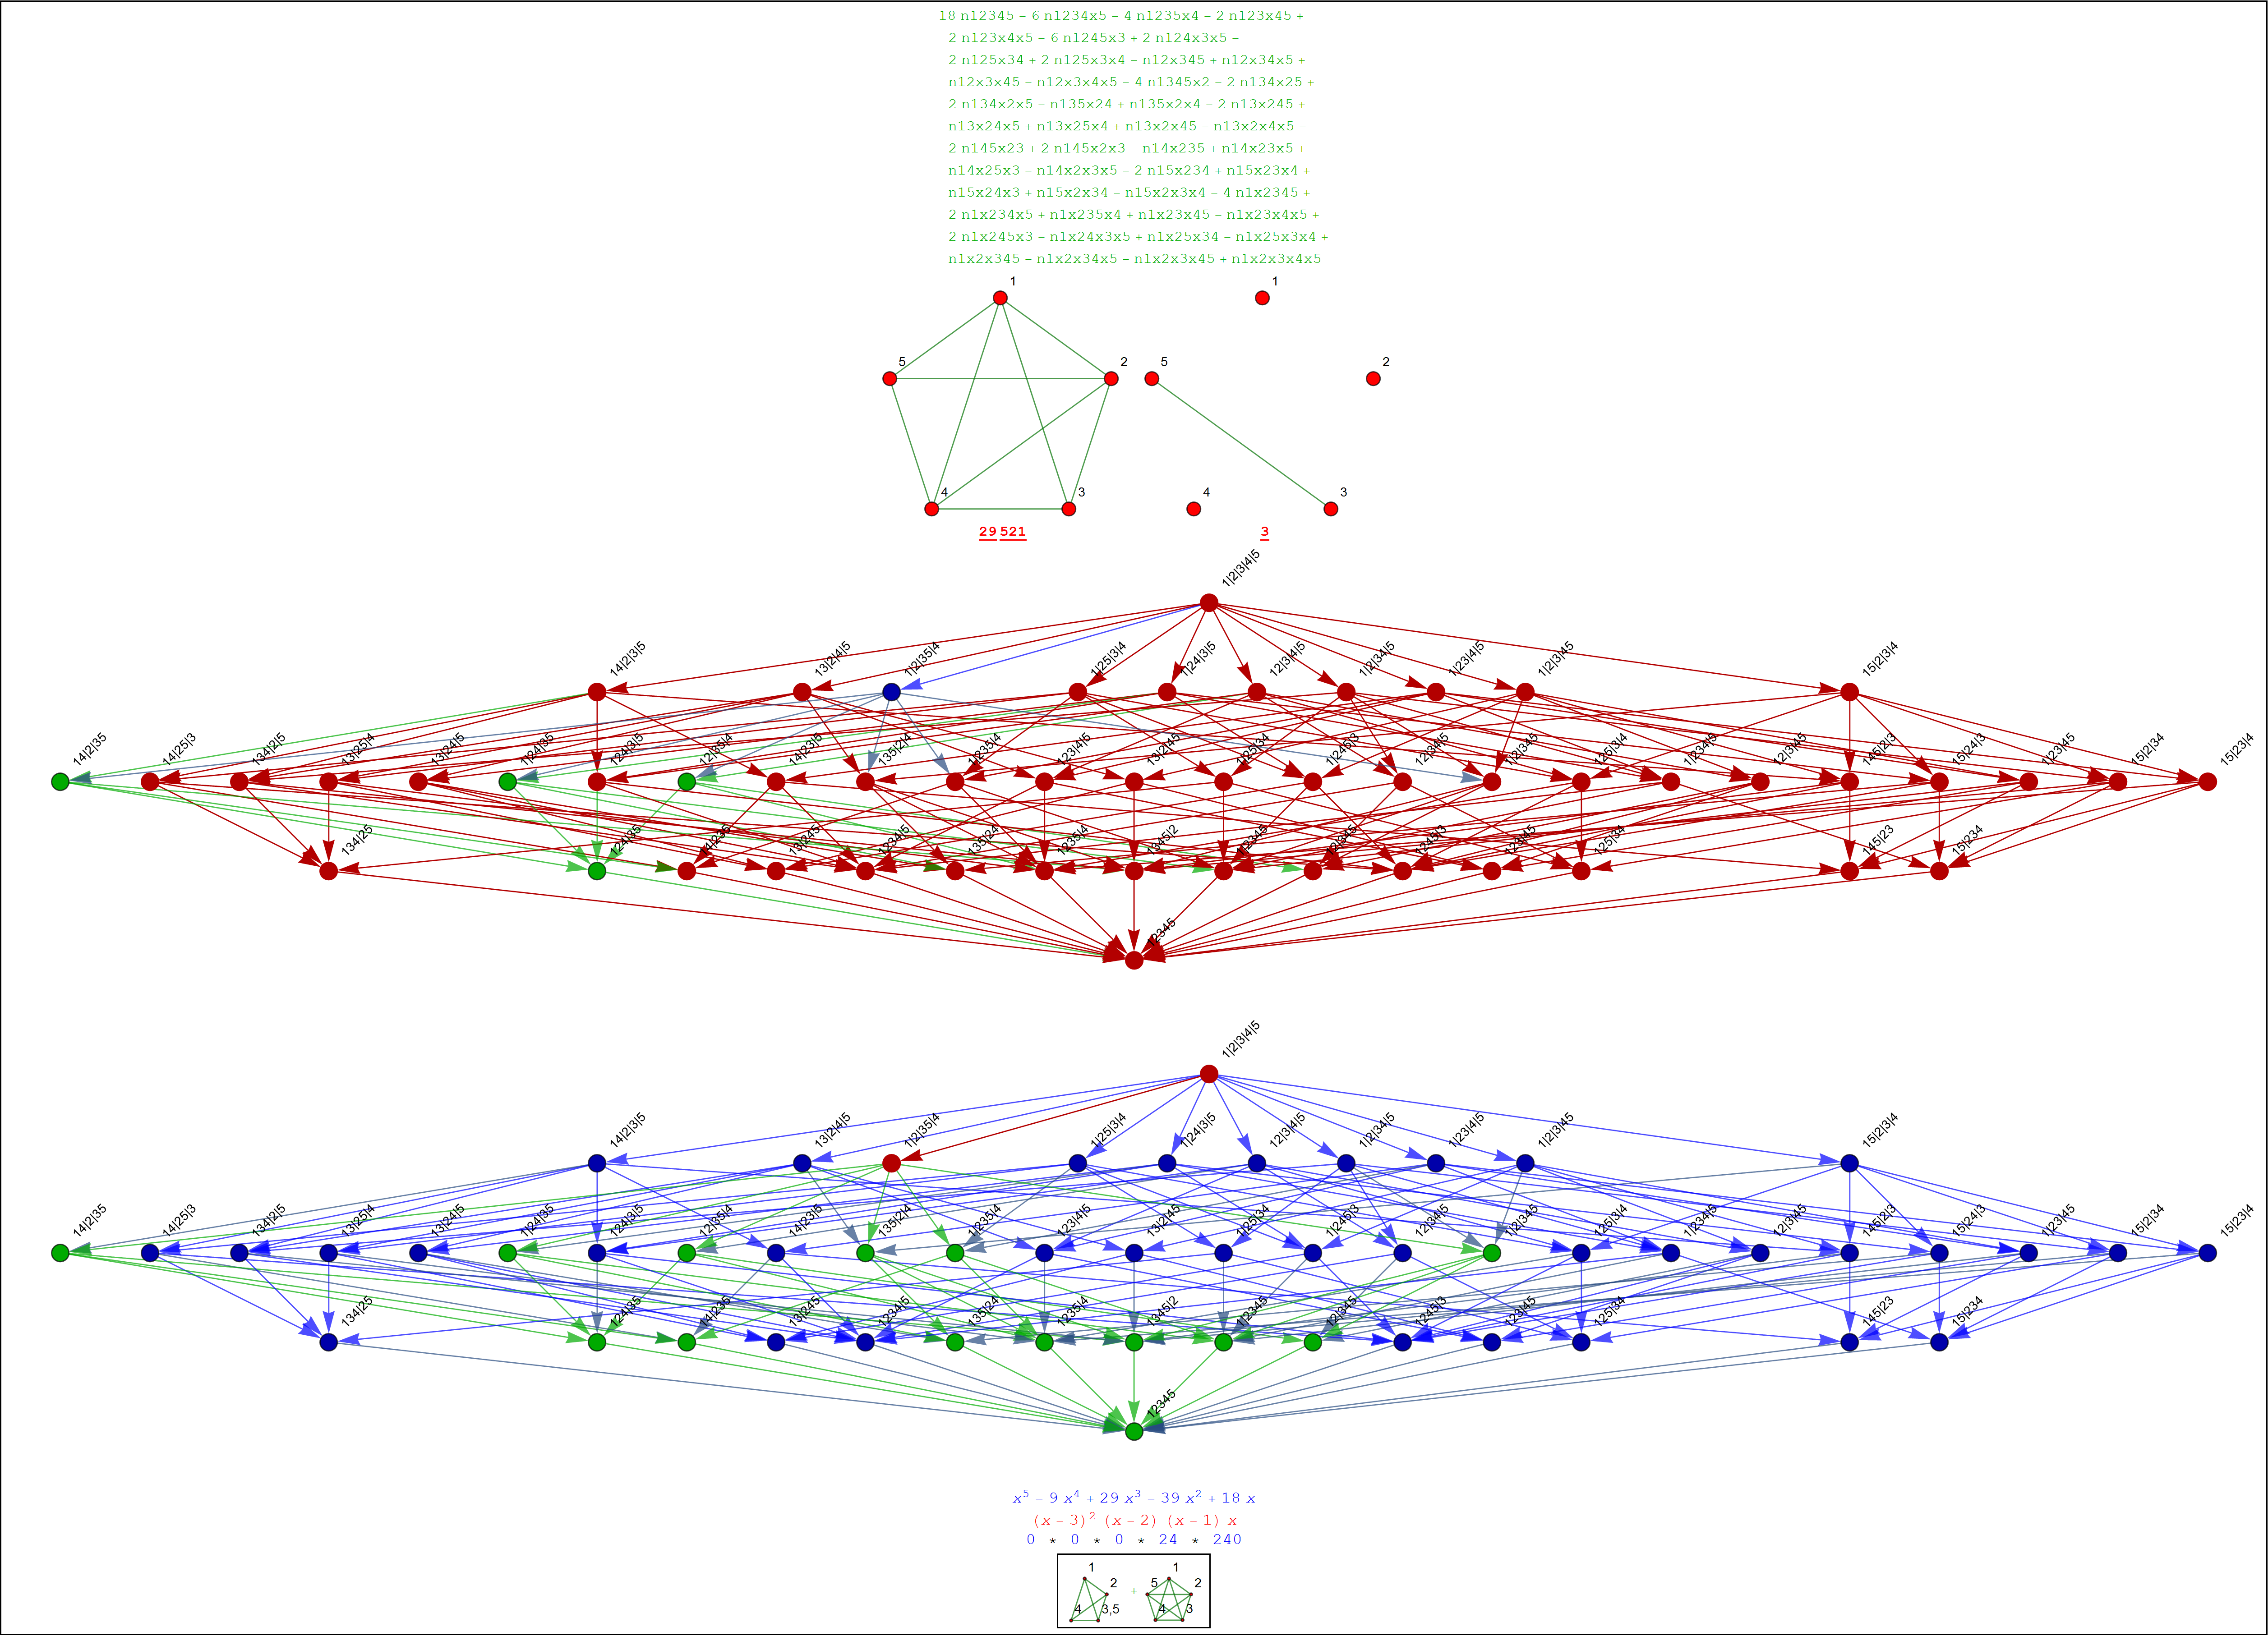 18 n12345 − 6 n1234x5 − 4 n1235x4 − 2 n123x45 +
2 n123x4x5 − 6 n1245x3 + 2 n124x3x5 −
2 n125x34 + 2 n125x3x4 − n12x345 + n12x34x5 +
n12x3x45 − n12x3x4x5 − 4 n1345x2 − 2 n134x25 +
2 n134x2x5 − n135x24 + n135x2x4 − 2 n13x245 +
n13x24x5 + n13x25x4 + n13x2x45 − n13x2x4x5 −
2 n145x23 + 2 n145x2x3 − n14x235 + n14x23x5 +
n14x25x3 − n14x2x3x5 − 2 n15x234 + n15x23x4 +
n15x24x3 + n15x2x34 − n15x2x3x4 − 4 n1x2345 +
2 n1x234x5 + n1x235x4 + n1x23x45 − n1x23x4x5 +
2 n1x245x3 − n1x24x3x5 + n1x25x34 − n1x25x3x4 +
n1x2x345 − n1x2x34x5 − n1x2x3x45 + n1x2x3x4x5
1 1
5 2 5 2
4 3 4 3
29 521 3
1|2|3|4|5
14|2|3|5 13|2|4|5 1|2|35|4 1|25|3|4 1|24|3|5 12|3|4|5 1|2|34|5 1|23|4|5 1|2|3|45 15|2|3|4
14|2|35 14|25|3 134|2|5 13|25|4 13|24|5 1|24|35 124|3|5 12|35|4 14|23|5 135|2|4 1|235|4 123|4|5 13|2|45 1|25|34 1|245|3 12|34|5 1|2|345 125|3|4 1|234|5 12|3|45 145|2|3 15|24|3 1|23|45 15|2|34 15|23|4
134|25 124|35 14|235 13|245 1234|5 135|24 1235|4 1345|2 1|2345 12|345 1245|3 123|45 125|34 145|23 15|234
12345
1|2|3|4|5
14|2|3|5 13|2|4|5 1|2|35|4 1|25|3|4 1|24|3|5 12|3|4|5 1|2|34|5 1|23|4|5 1|2|3|45 15|2|3|4
14|2|35 14|25|3 134|2|5 13|25|4 13|24|5 1|24|35 124|3|5 12|35|4 14|23|5 135|2|4 1|235|4 123|4|5 13|2|45 1|25|34 1|245|3 12|34|5 1|2|345 125|3|4 1|234|5 12|3|45 145|2|3 15|24|3 1|23|45 15|2|34 15|23|4
134|25 124|35 14|235 13|245 1234|5 135|24 1235|4 1345|2 1|2345 12|345 1245|3 123|45 125|34 145|23 15|234
12345
x⁵ − 9 x⁴ + 29 x³ − 39 x² + 18 x
(x − 3)² (x − 2) (x − 1) x
0 * 0 * 0 * 24 * 240
1 1
2 + 5 2
4 3,5 4 3